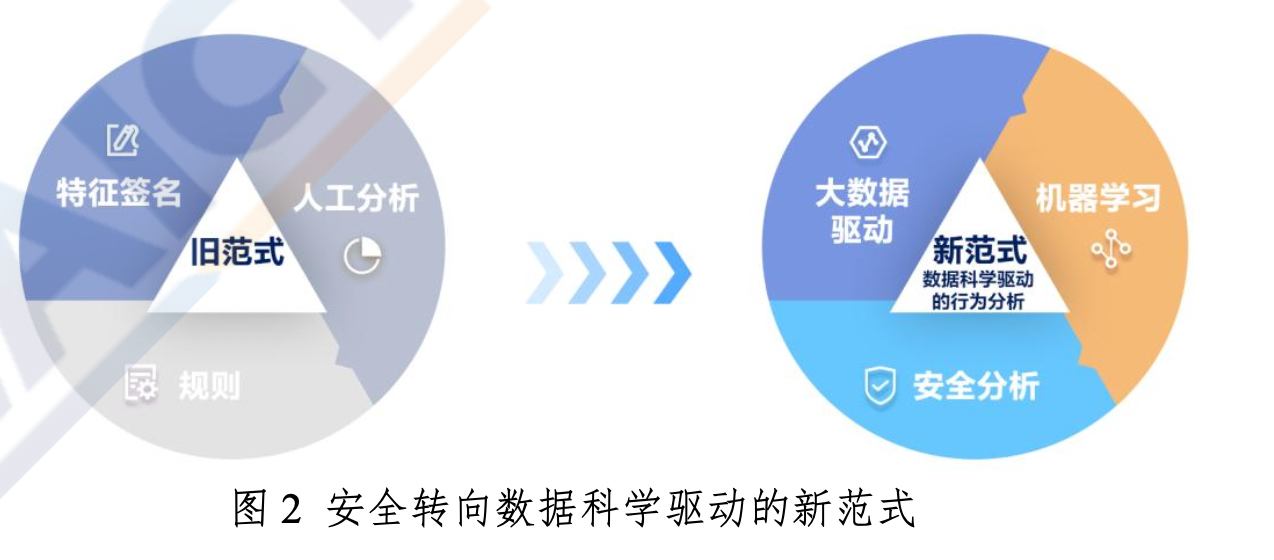 特征签名
人工分析
旧范式
规则
大数据
驱动
机器学习
新范式
数据科学驱动
的行为分析
安全分析
图 2 安全转向数据科学驱动的新范式